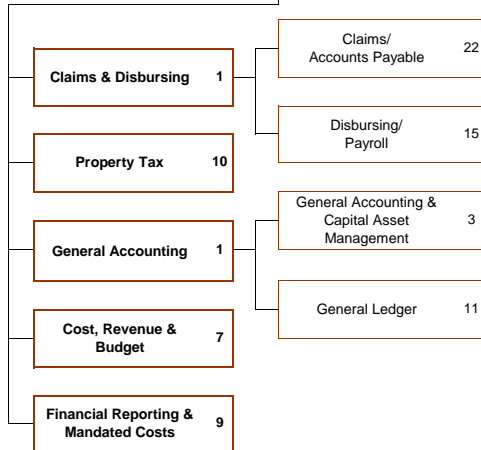 Claims/
Accounts Payable 22
Claims & Disbursing 1
Disbursing/
Payroll 15
Property Tax 10
General Accounting &
Capital Asset 3
Management
General Accounting 1
General Ledger 11
Cost, Revenue &
Budget 7
Financial Reporting &
Mandated Costs 9